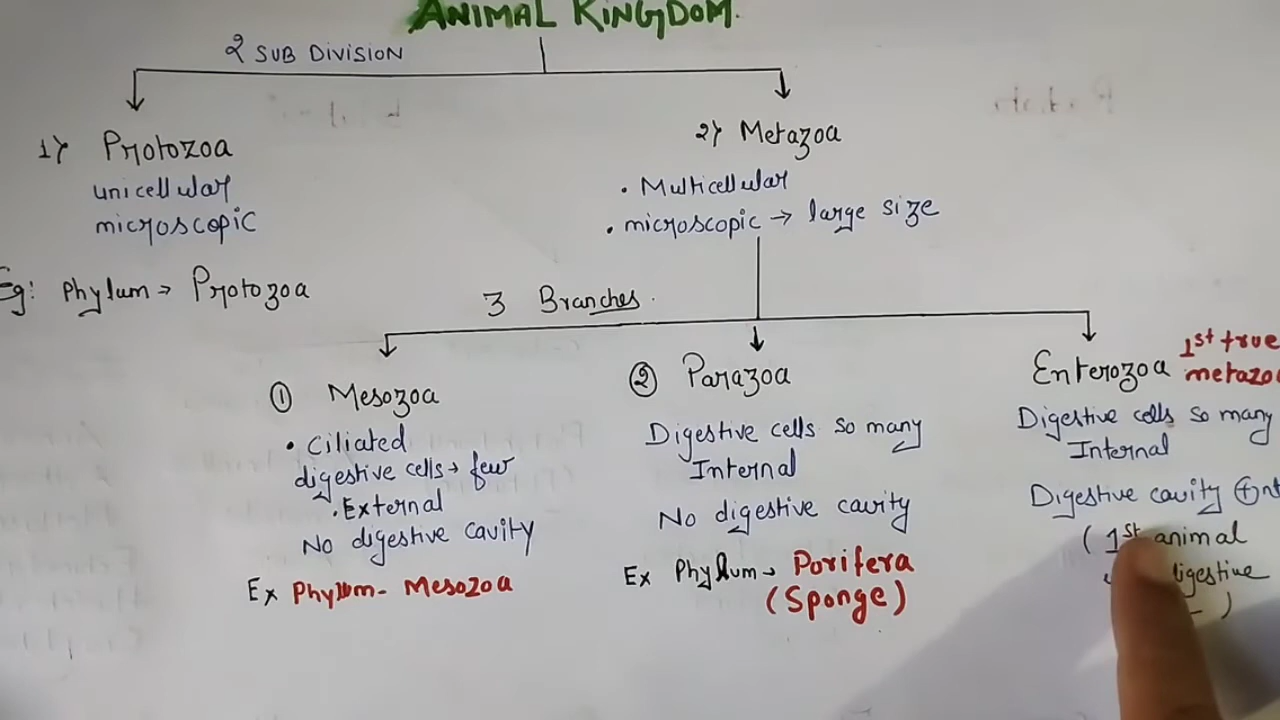 ANIMAL KINGDOM.
2 SUB DIVISION
1) Protozoa
unicellular
microscopic
Eg: Phylum → Protozoa
2) Metazoa
• Multicellular
• microscopic → large size
3 Branches.
① Mesozoa
• Ciliated
digestive cells → few
• External
No digestive cavity
Ex Phylum - Mesozoa
② Parazoa
Digestive cells so many
Internal
No digestive cavity
Ex Phylum → Porifera
(Sponge)
Enterozoa 1st true
metazoa
Digestive cells so many
Internal
Digestive cavity ⊕nt
( 1st animal
digestive
)